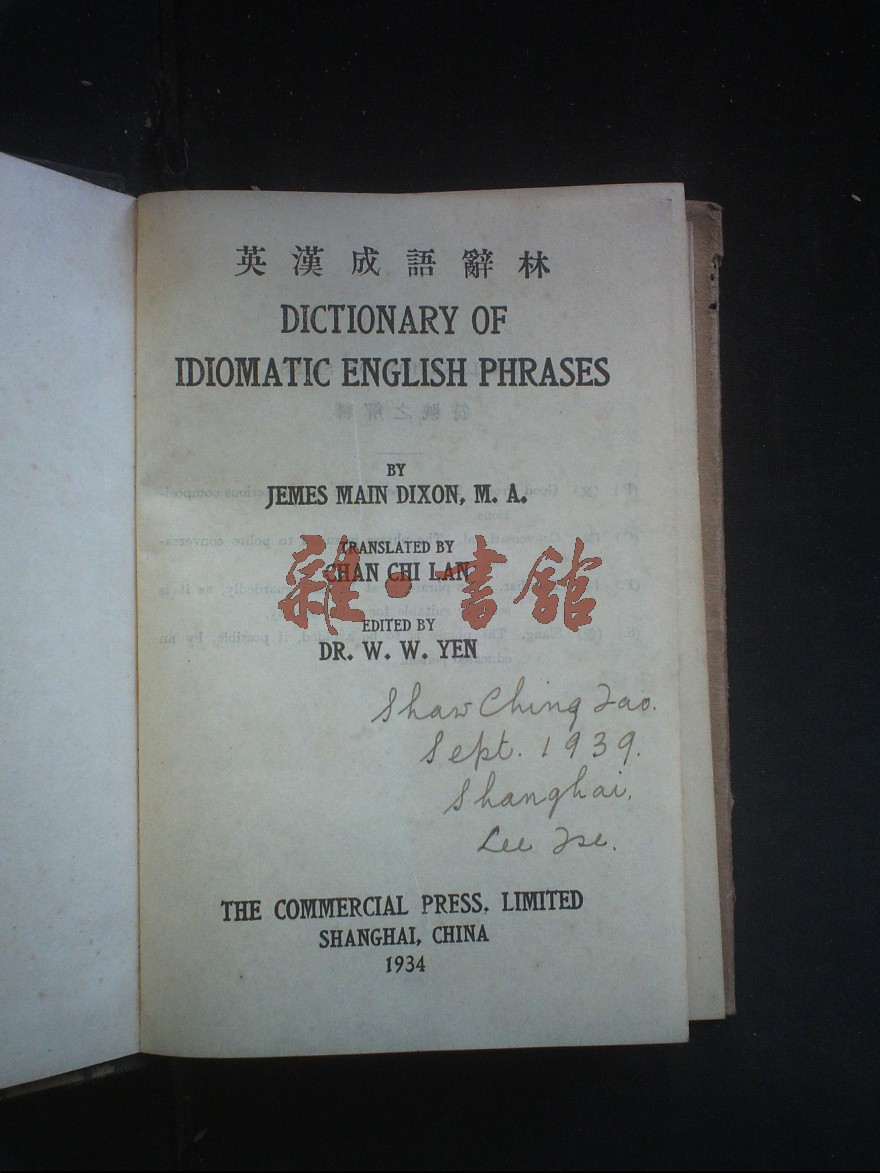 英漢成語辭林
DICTIONARY OF
IDIOMATIC ENGLISH PHRASES
BY
JEMES MAIN DIXON, M. A.
TRANSLATED BY
CHAN CHI LAN
雜·書館
EDITED BY
DR. W. W. YEN
Shaw Ching Tao.
Sept. 1939.
Shanghai,
Lee Tse.
THE COMMERCIAL PRESS, LIMITED
SHANGHAI, CHINA
1934